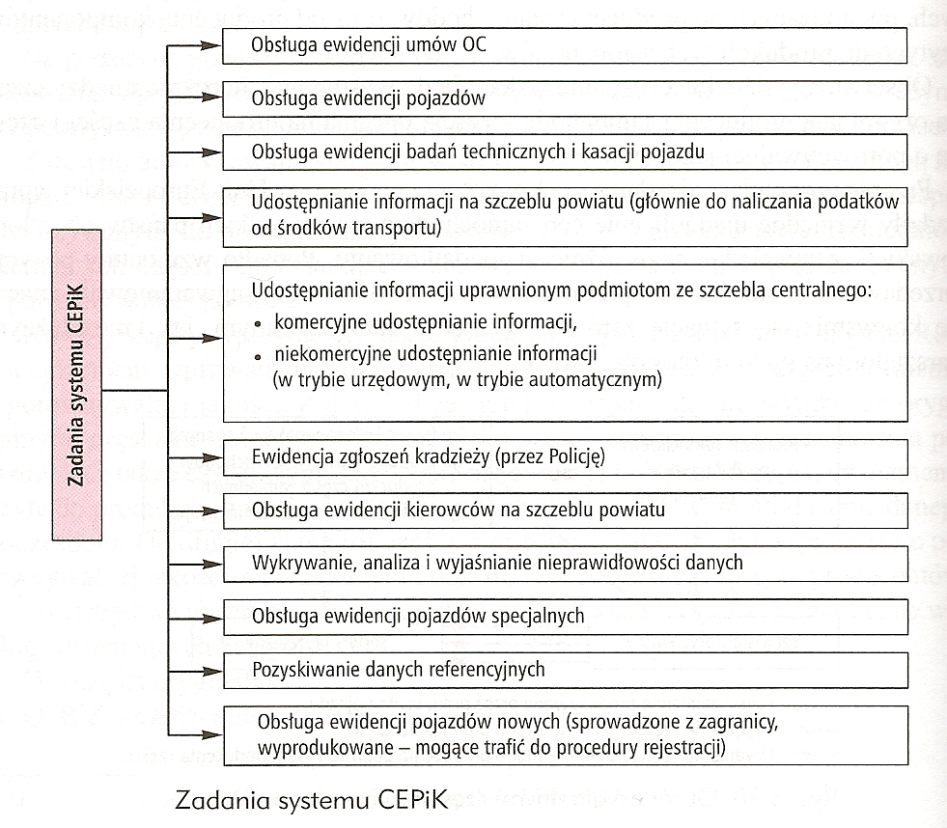 Zadania systemu CEPiK
Obsługa ewidencji umów OC
Obsługa ewidencji pojazdów
Obsługa ewidencji badań technicznych i kasacji pojazdu
Udostępnianie informacji na szczeblu powiatu (głównie do naliczania podatków
od środków transportu)
Udostępnianie informacji uprawnionym podmiotom ze szczebla centralnego:
• komercyjne udostępnianie informacji,
• niekomercyjne udostępnianie informacji
(w trybie urzędowym, w trybie automatycznym)
Ewidencja zgłoszeń kradzieży (przez Policję)
Obsługa ewidencji kierowców na szczeblu powiatu
Wykrywanie, analiza i wyjaśnianie nieprawidłowości danych
Obsługa ewidencji pojazdów specjalnych
Pozyskiwanie danych referencyjnych
Obsługa ewidencji pojazdów nowych (sprowadzone z zagranicy,
wyprodukowane – mogące trafić do procedury rejestracji)
Zadania systemu CEPiK